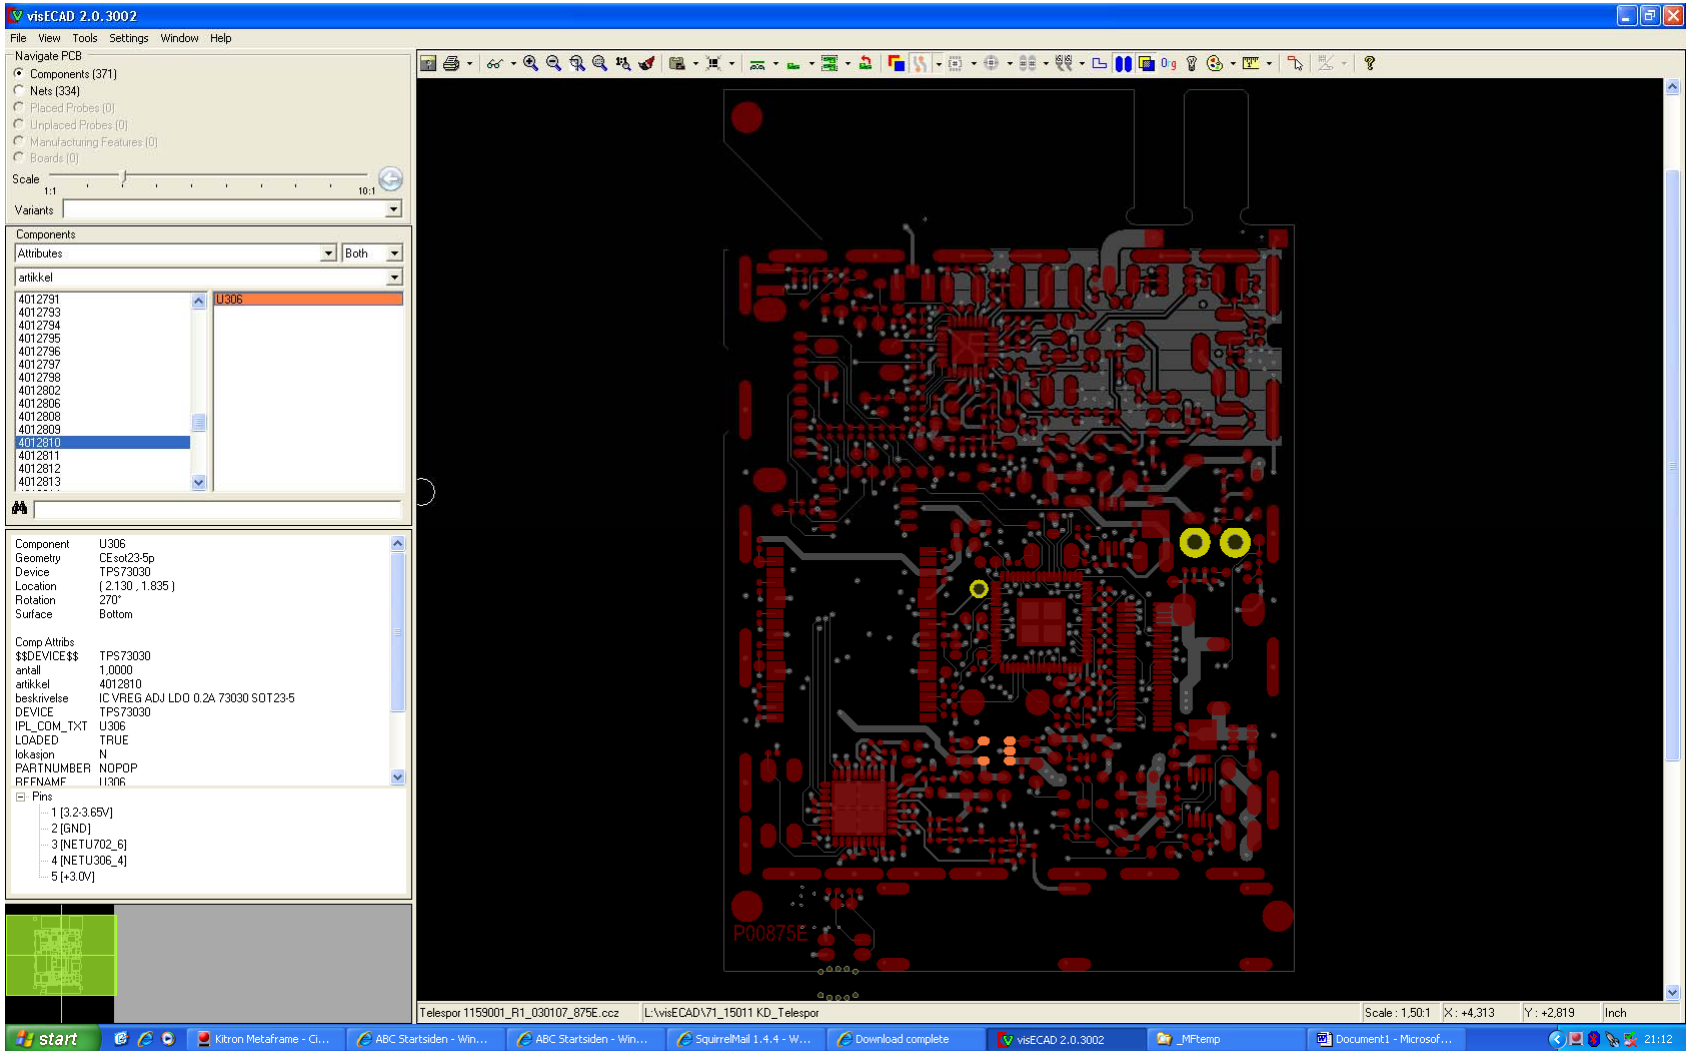 visECAD 2.0.3002
File View Tools Settings Window Help
Navigate PCB
Components (371)
Nets (334)
Placed Probes (0)
Unplaced Probes (0)
Manufacturing Features (0)
Boards (0)
Scale
1:1 10:1
Variants
Components
Attributes Both
artikkel
4012791 U306
4012793
4012794
4012795
4012796
4012797
4012798
4012802
4012806
4012808
4012809
4012810
4012811
4012812
4012813
Component U306
Geometry CEsot23-5p
Device TPS73030
Location ( 2.130 , 1.835 )
Rotation 270°
Surface Bottom
Comp Attribs
$$DEVICE$$ TPS73030
antall 1,0000
artikkel 4012810
beskrivelse IC VREG ADJ LDO 0.2A 73030 SOT23-5
DEVICE TPS73030
IPL_COM_TXT U306
LOADED TRUE
lokasjon N
PARTNUMBER NOPOP
REFNAME U306
Pins
1 [3.2-3.65V]
2 [GND]
3 [NETU702_6]
4 [NETU306_4]
5 [+3.0V]
Org
P00875E
Telespor 1159001_R1_030107_875E.ccz L:\visECAD\71_15011 KD_Telespor Scale : 1,50:1 X : +4,313 Y : +2,819 Inch
start Kitron Metaframe - Ci... ABC Startsiden - Win... ABC Startsiden - Win... SquirrelMail 1.4.4 - W... Download complete visECAD 2.0.3002 _MFtemp Document1 - Microsof... 21:12